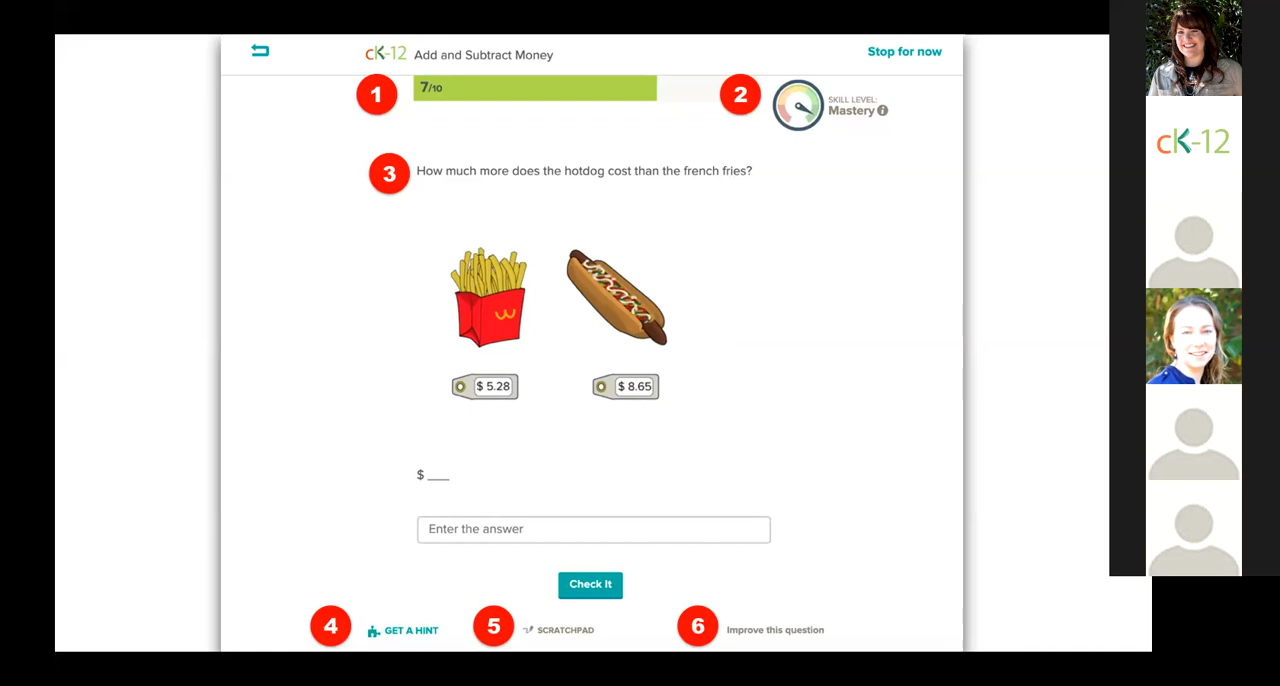 cK-12 Add and Subtract Money
Stop for now
1
7/10
2
SKILL LEVEL:
Mastery i
cK-12
3
How much more does the hotdog cost than the french fries?
$ 5.28
$ 8.65
$ ___
Enter the answer
Check It
4
GET A HINT
5
SCRATCHPAD
6
Improve this question